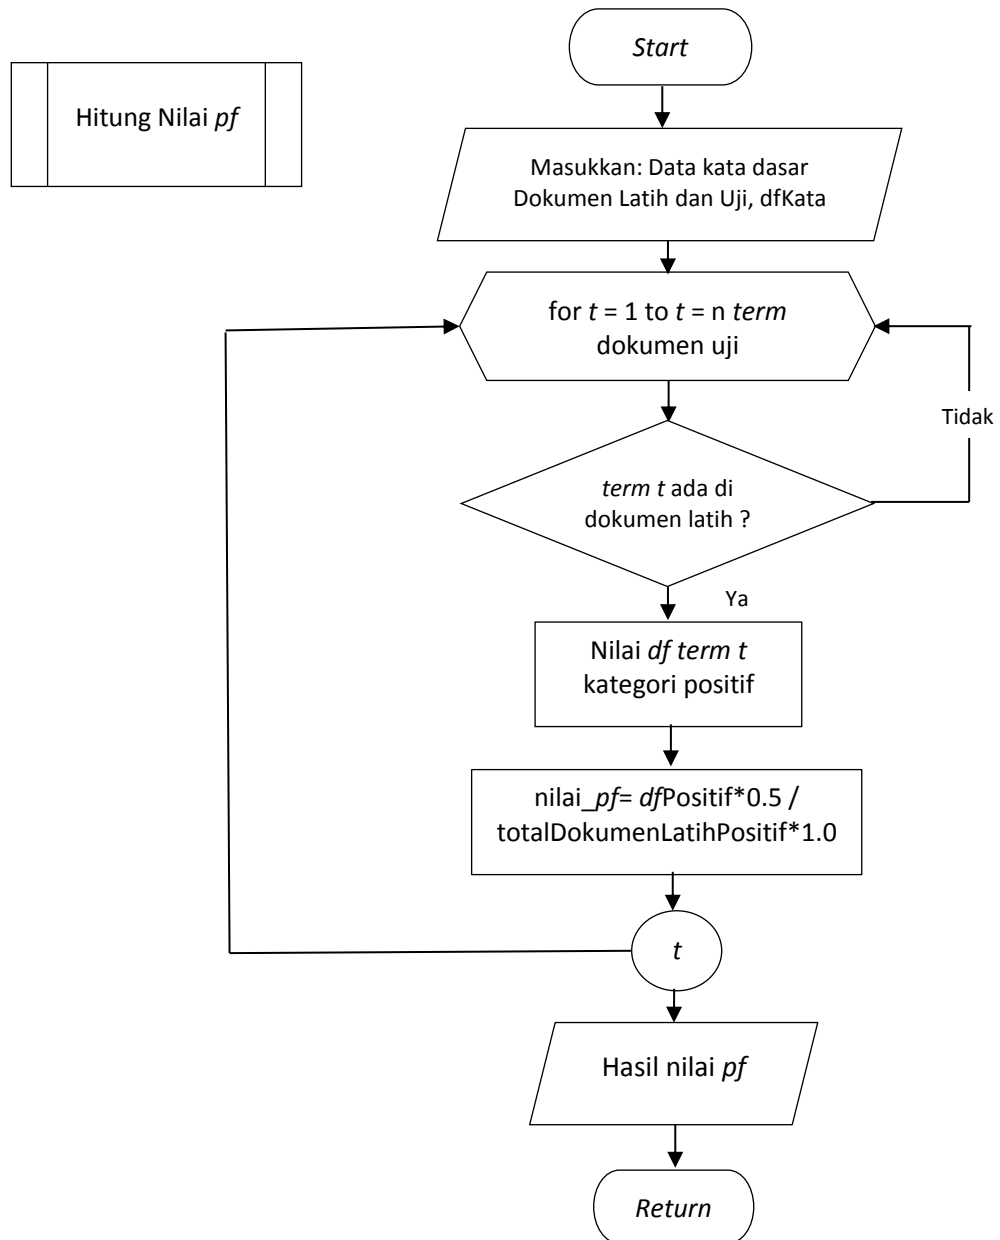 Start
Hitung Nilai pf
Masukkan: Data kata dasar
Dokumen Latih dan Uji, dfKata
for t = 1 to t = n term
dokumen uji
Tidak
term t ada di
dokumen latih ?
Ya
Nilai df term t
kategori positif
nilai_pf= dfPositif*0.5 /
totalDokumenLatihPositif*1.0
t
Hasil nilai pf
Return